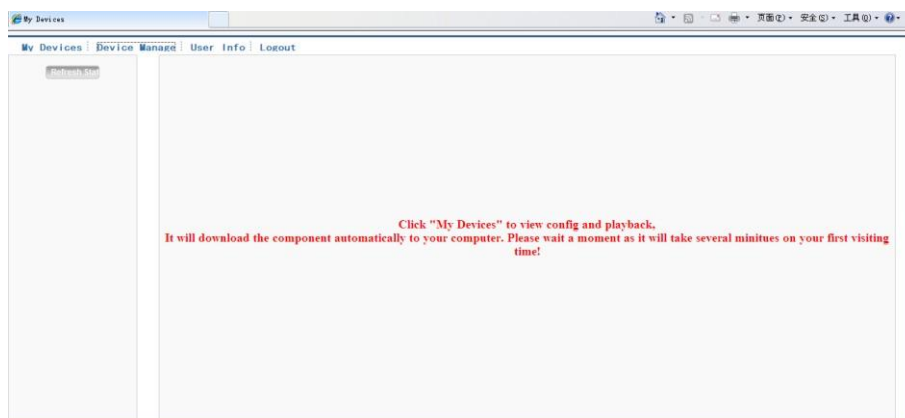 My Devices
页面(P) 安全(S) 工具(O)
My Devices Device Manage User Info Logout
Refresh Stat
Click "My Devices" to view config and playback,
It will download the component automatically to your computer. Please wait a moment as it will take several minitues on your first visiting
time!